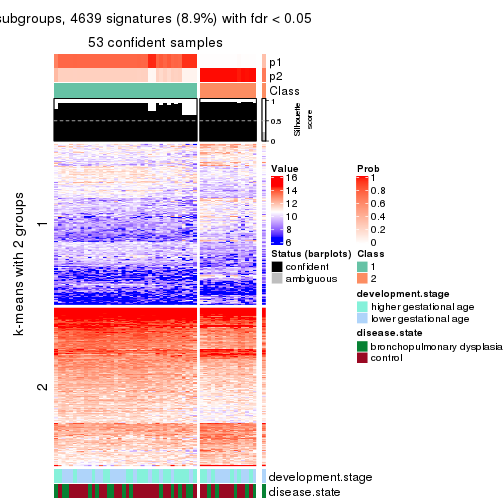 subgroups, 4639 signatures (8.9%) with fdr < 0.05
53 confident samples
p1
p2
Class
1
0.5
0
Silhouette
score
k-means with 2 groups
1
2
Value
16
14
12
10
8
6
Prob
1
0.8
0.6
0.4
0.2
0
Status (barplots)
confident
ambiguous
Class
1
2
development.stage
higher gestational age
lower gestational age
disease.state
bronchopulmonary dysplasia
control
development.stage
disease.state